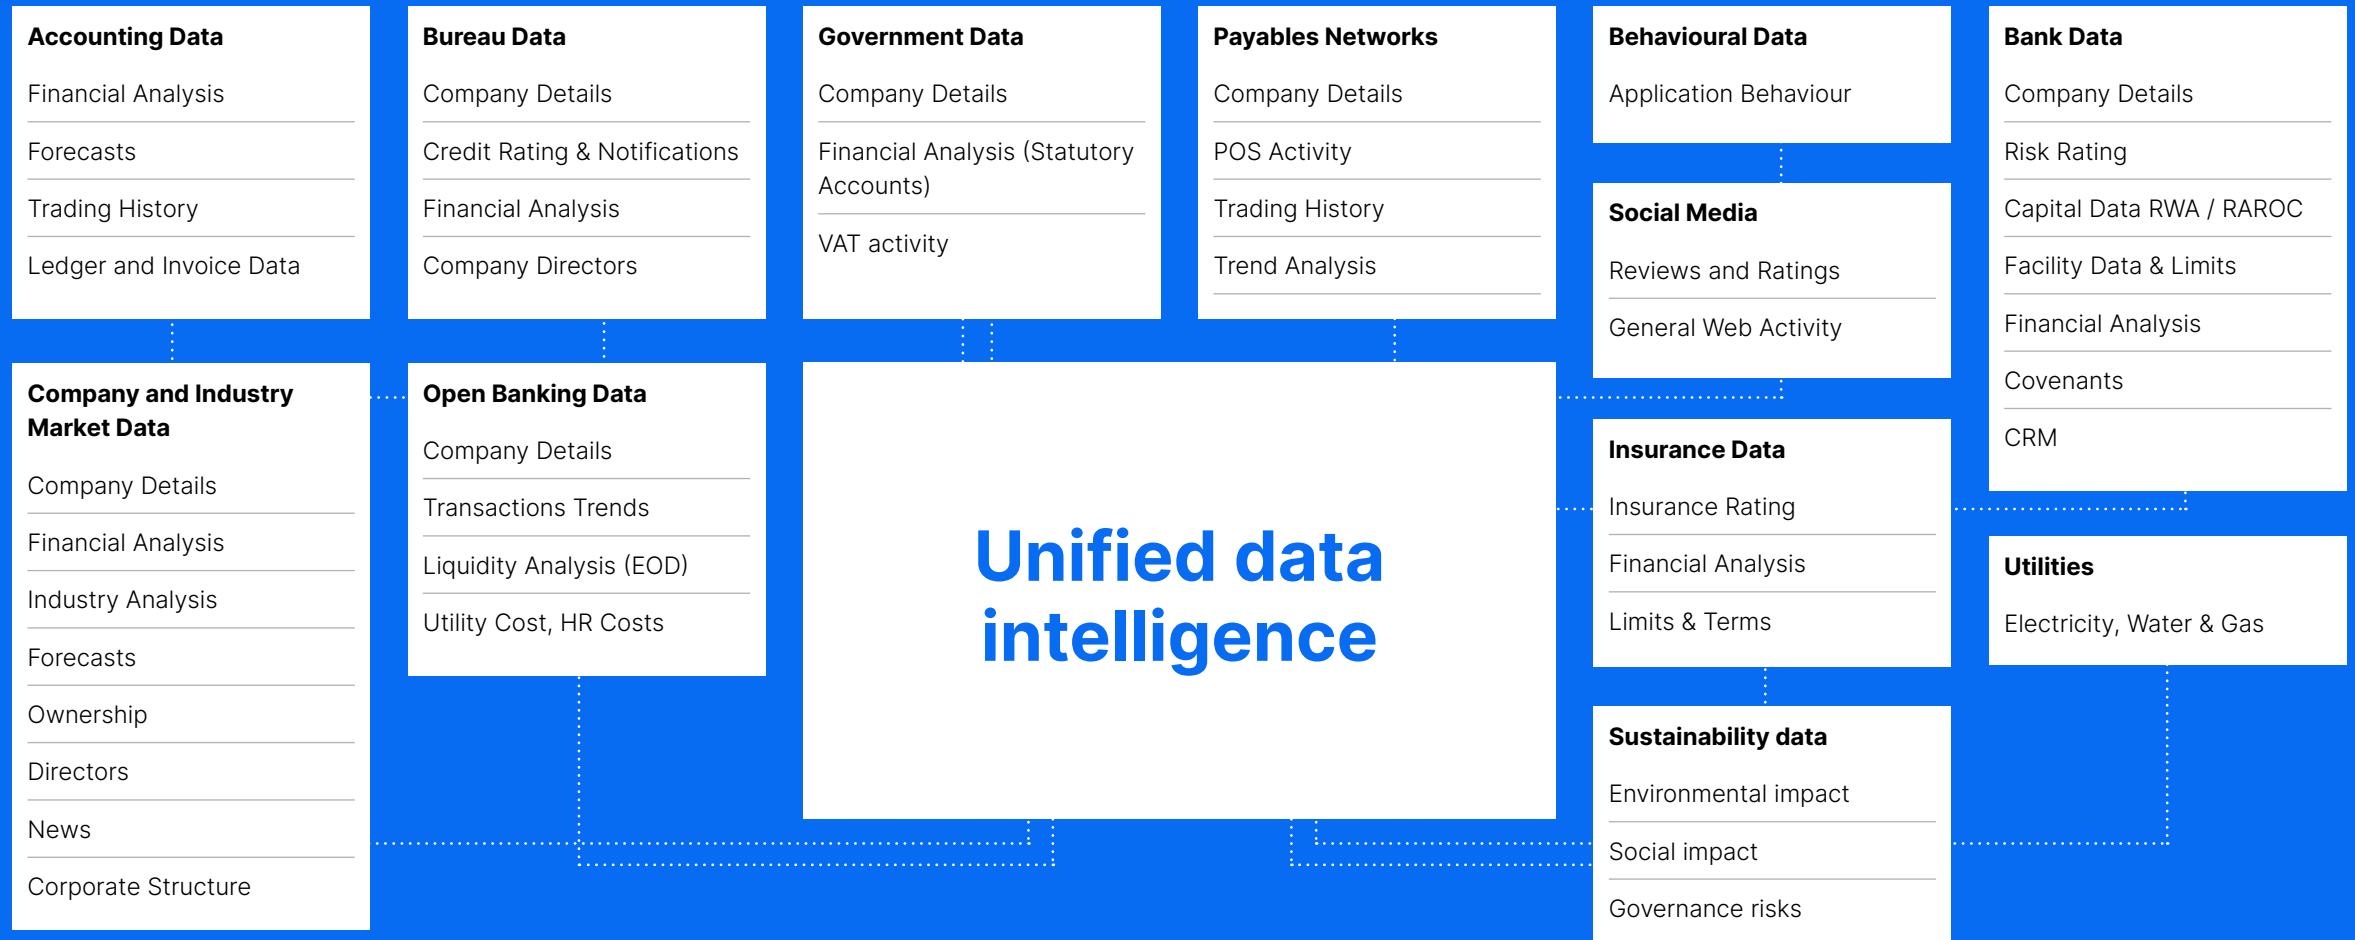 Accounting Data
Financial Analysis
Forecasts
Trading History
Ledger and Invoice Data
Bureau Data
Company Details
Credit Rating & Notifications
Financial Analysis
Company Directors
Government Data
Company Details
Financial Analysis (Statutory
Accounts)
VAT activity
Payables Networks
Company Details
POS Activity
Trading History
Trend Analysis
Behavioural Data
Application Behaviour
Social Media
Reviews and Ratings
General Web Activity
Bank Data
Company Details
Risk Rating
Capital Data RWA / RAROC
Facility Data & Limits
Financial Analysis
Covenants
CRM
Company and Industry
Market Data
Company Details
Financial Analysis
Industry Analysis
Forecasts
Ownership
Directors
News
Corporate Structure
Open Banking Data
Company Details
Transactions Trends
Liquidity Analysis (EOD)
Utility Cost, HR Costs
Unified data
intelligence
Insurance Data
Insurance Rating
Financial Analysis
Limits & Terms
Utilities
Electricity, Water & Gas
Sustainability data
Environmental impact
Social impact
Governance risks